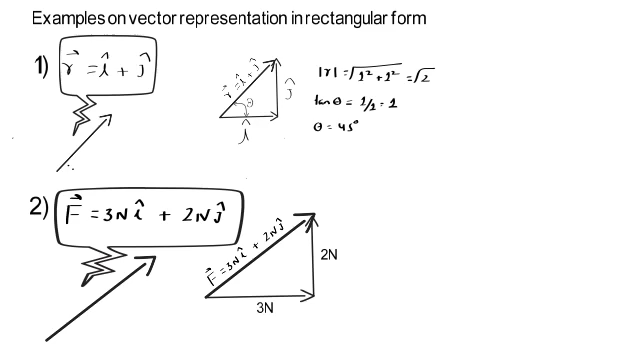 Examples on vector representation in rectangular form
1) r⃗ = î + ĵ
r⃗ = î + ĵ
θ
ĵ
î
|r| = √1² + 1² = √2
tan θ = 1/1 = 1
θ = 45°
2) F⃗ = 3N î + 2N ĵ
F⃗ = 3N î + 2N ĵ
2N
3N